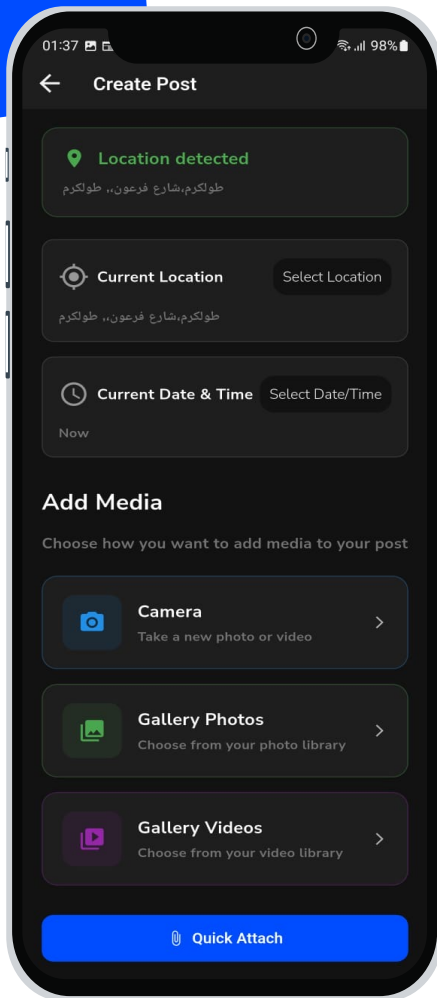 01:37
98%
Create Post
Location detected
طولكرم،شارع فرعون،, طولكرم
Current Location
Select Location
طولكرم،شارع فرعون،, طولكرم
Current Date & Time
Select Date/Time
Now
Add Media
Choose how you want to add media to your post
Camera
Take a new photo or video
Gallery Photos
Choose from your photo library
Gallery Videos
Choose from your video library
Quick Attach